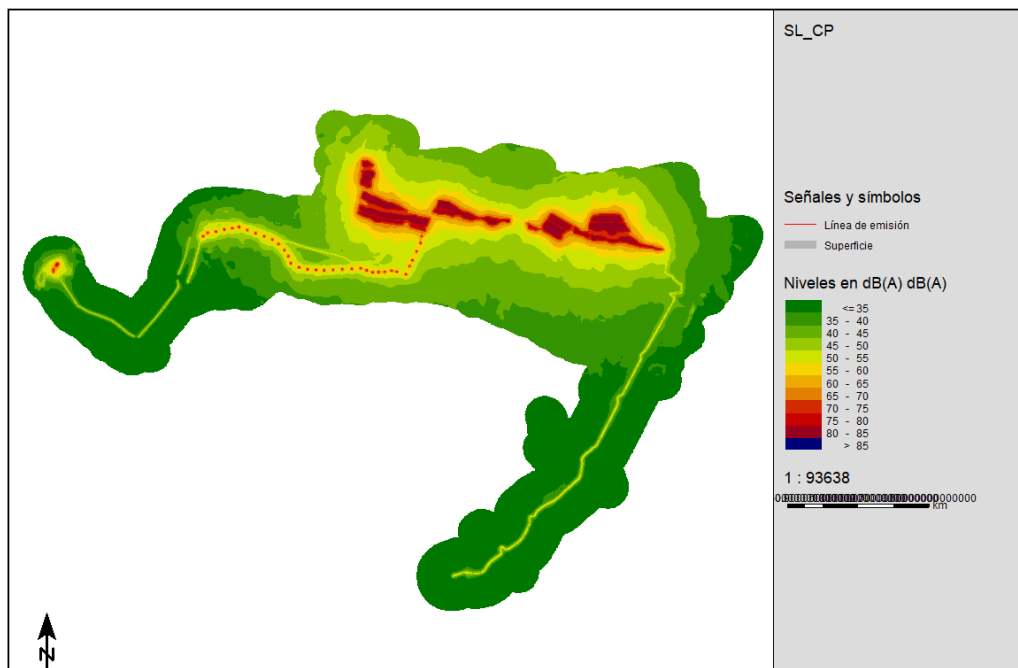 SL_CP
Señales y símbolos
Línea de emisión
Superficie
Niveles en dB(A) dB(A)
<=35
35 - 40
40 - 45
45 - 50
50 - 55
55 - 60
60 - 65
65 - 70
70 - 75
75 - 80
80 - 85
> 85
1 : 93638
km
N